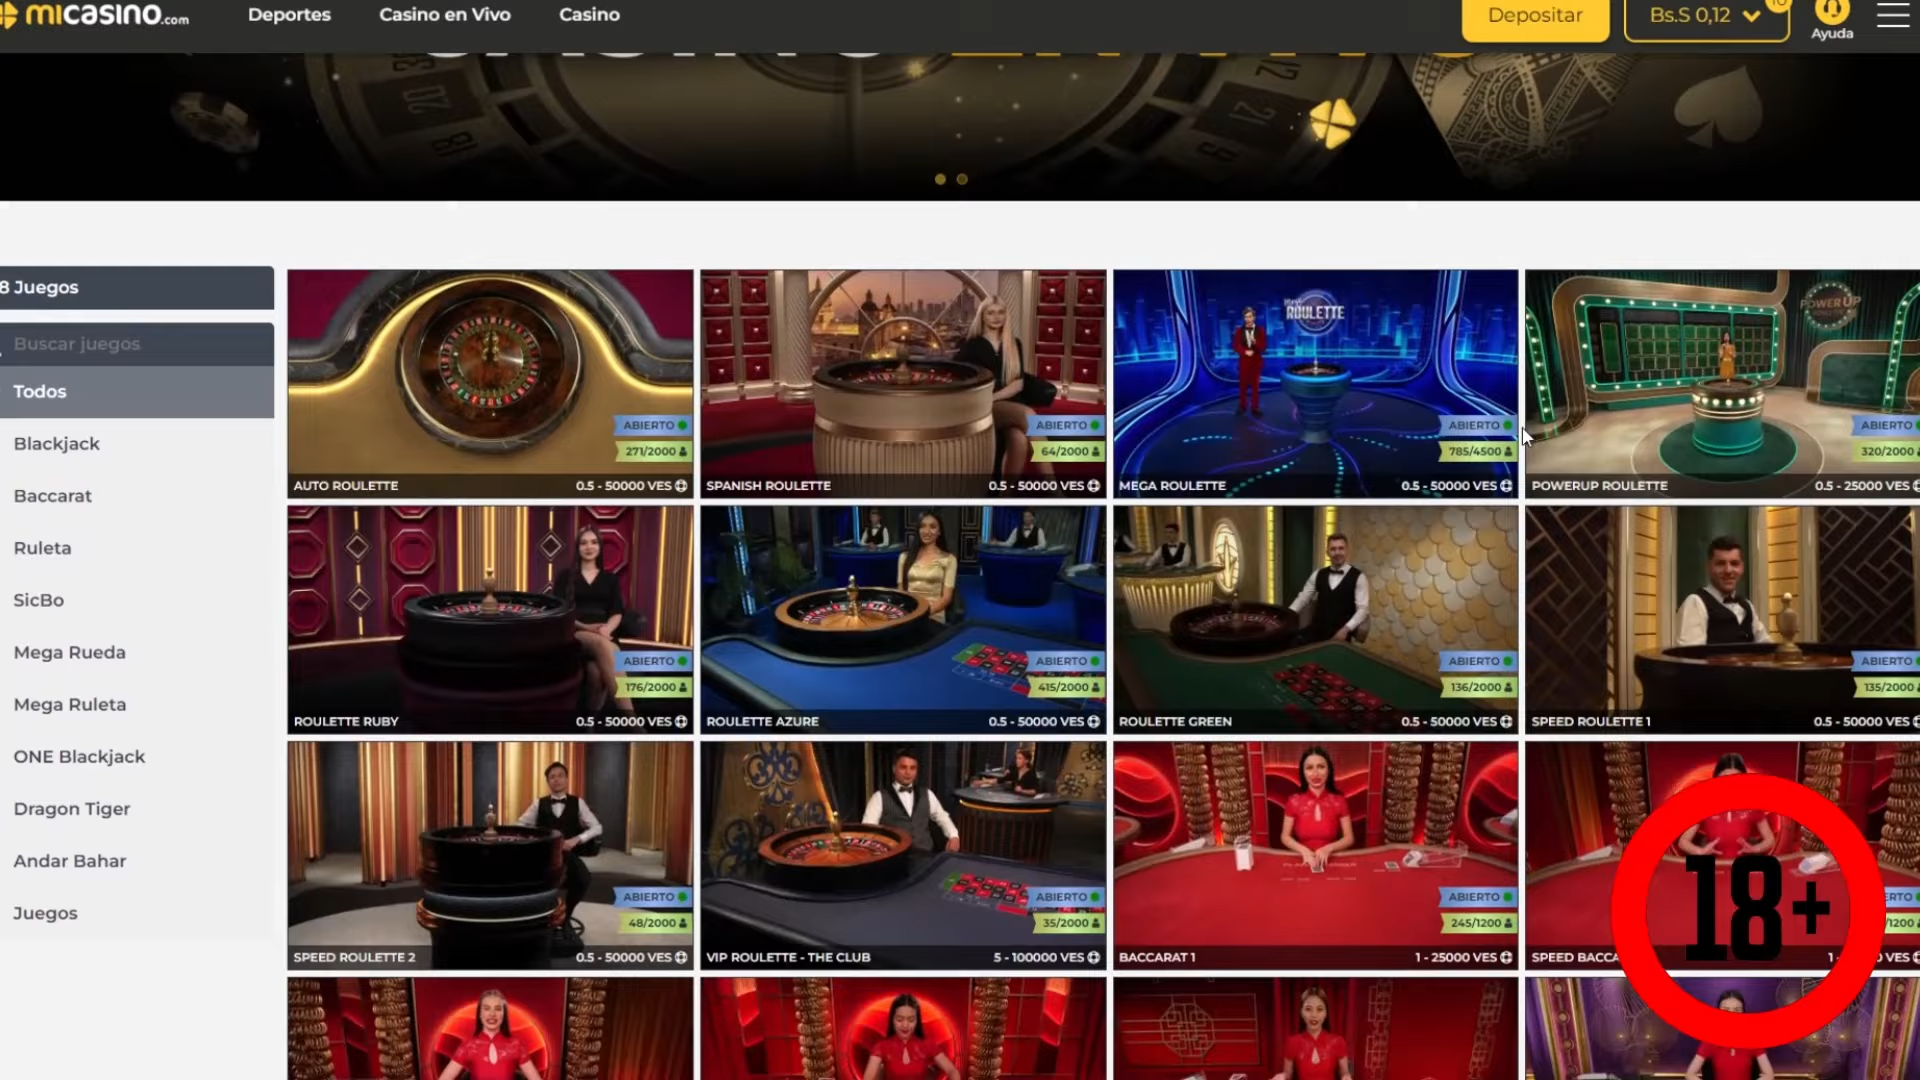 micasino.com
Deportes
Casino en Vivo
Casino
Depositar
Bs.S 0,12
Ayuda
8 Juegos
Buscar juegos
Todos
Blackjack
Baccarat
Ruleta
SicBo
Mega Rueda
Mega Ruleta
ONE Blackjack
Dragon Tiger
Andar Bahar
Juegos
ABIERTO
271/2000
AUTO ROULETTE
0.5 - 50000 VES
ABIERTO
64/2000
SPANISH ROULETTE
0.5 - 50000 VES
ROULETTE
ABIERTO
785/4500
MEGA ROULETTE
0.5 - 50000 VES
POWER UP
ABIERTO
320/2000
POWERUP ROULETTE
0.5 - 25000 VES
ABIERTO
176/2000
ROULETTE RUBY
0.5 - 50000 VES
ABIERTO
415/2000
ROULETTE AZURE
0.5 - 50000 VES
ABIERTO
136/2000
ROULETTE GREEN
0.5 - 50000 VES
ABIERTO
135/2000
SPEED ROULETTE 1
0.5 - 50000 VES
ABIERTO
48/2000
SPEED ROULETTE 2
0.5 - 50000 VES
ABIERTO
35/2000
VIP ROULETTE - THE CLUB
5 - 100000 VES
ABIERTO
245/1200
BACCARAT 1
1 - 25000 VES
SPEED BACCA
18+